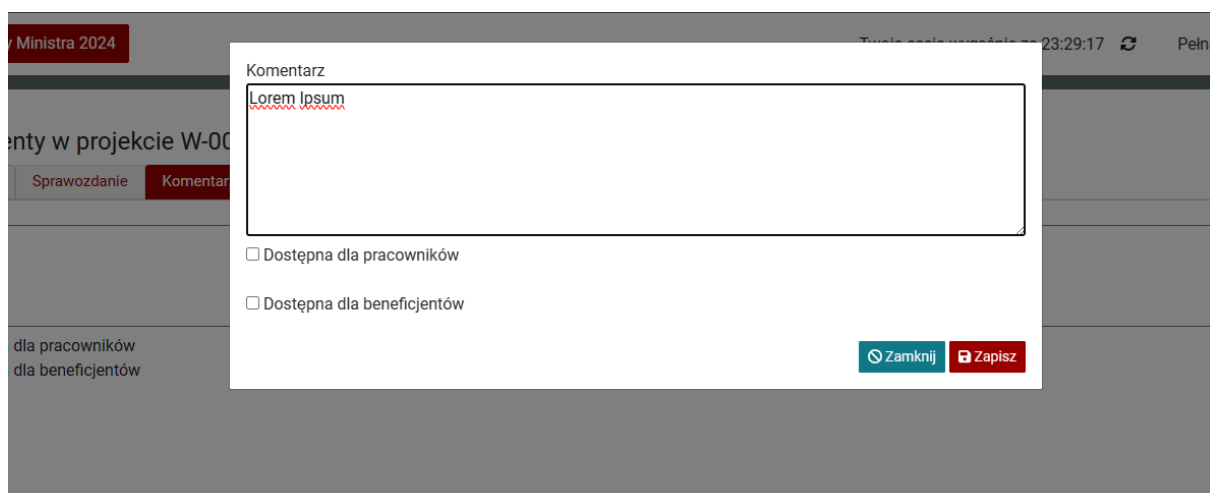 y Ministra 2024
23:29:17 Pełn
Komentarz
Lorem Ipsum
enty w projekcie W-00
Sprawozdanie Komentar
Dostępna dla pracowników
Dostępna dla beneficjentów
dla pracowników
dla beneficjentów
Zamknij Zapisz